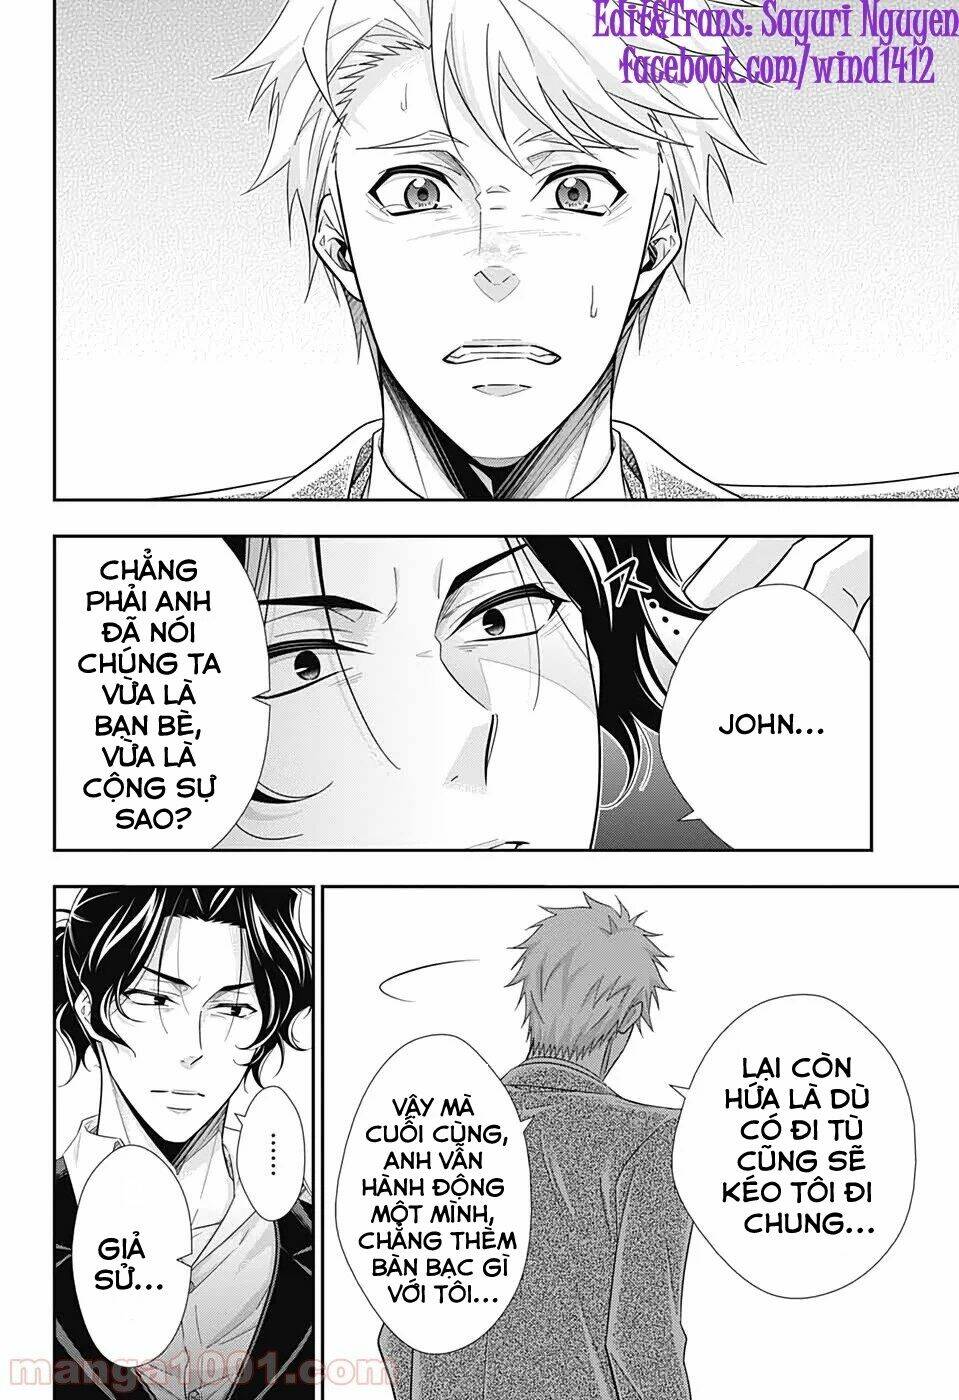 Edit&Trans: Sayuri Nguyen
facebook.com/wind1412
JOHN...
CHẲNG
PHẢI ANH
ĐÃ NÓI
CHÚNG TA
VỪA LÀ
BẠN BÈ,
VỪA LÀ
CỘNG SỰ
SAO?
LẠI CÒN
HỨA LÀ DÙ
CÓ ĐI TÙ
CŨNG SẼ
KÉO TÔI ĐI
CHUNG...
VẬY MÀ
CUỐI CÙNG,
ANH VẪN
HÀNH ĐỘNG
MỘT MÌNH,
CHẲNG THÈM
BÀN BẠC GÌ
VỚI TÔI...
......
GIẢ
SỬ...
manga1001.com